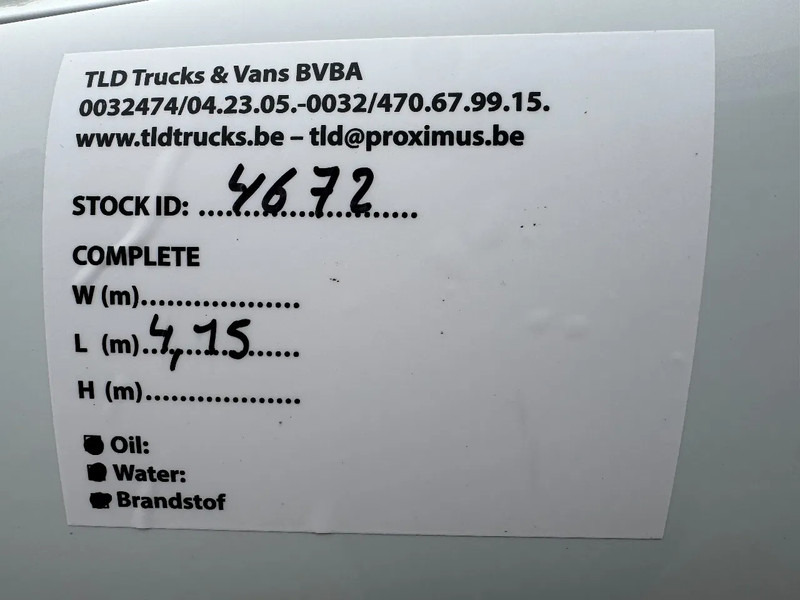 TLD Trucks & Vans BVBA
0032474/04.23.05.-0032/470.67.99.15.
www.tldtrucks.be – tld@proximus.be
STOCK ID: 4672
COMPLETE
W (m)....................
L (m) 4,15
H (m)....................
Oil:
Water:
Brandstof